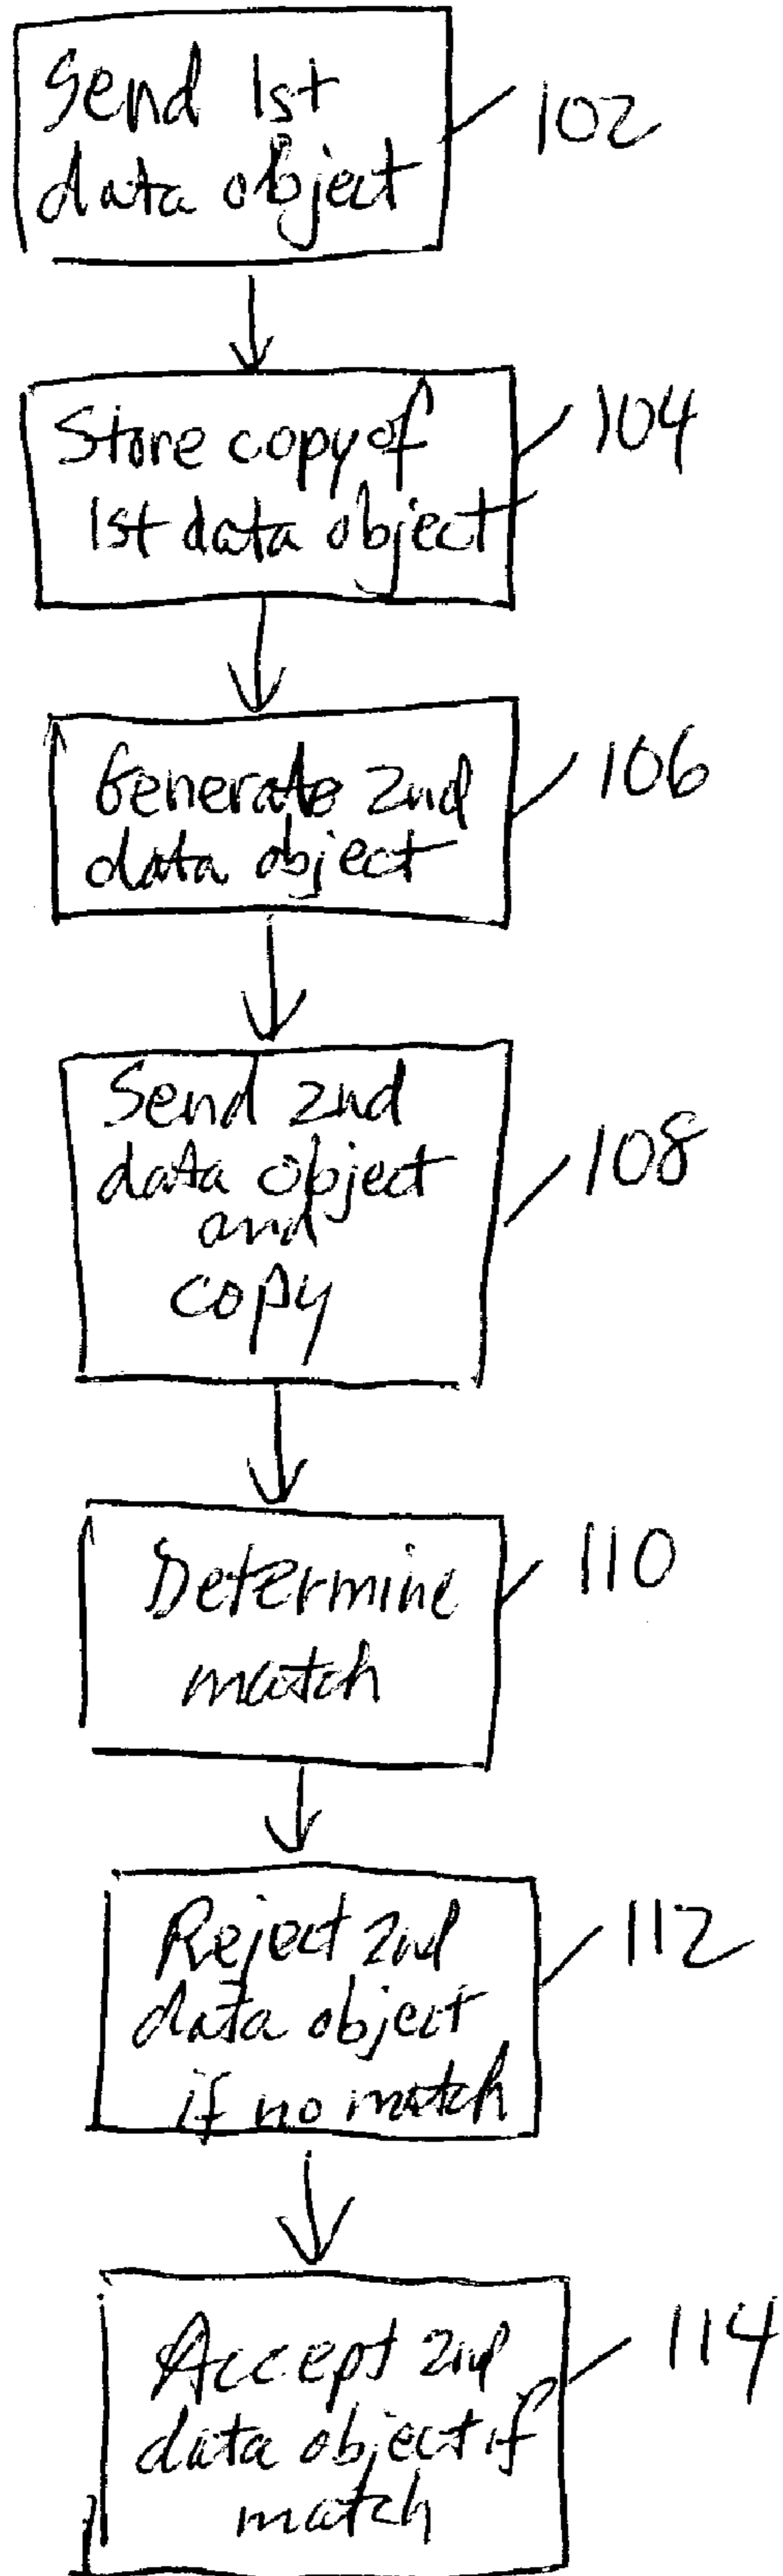 Send 1st
data object
102
Store copy of
1st data object
104
Generate 2nd
data object
106
Send 2nd
data object
and
copy
108
Determine
match
110
Reject 2nd
data object
if no match
112
Accept 2nd
data object if
match
114